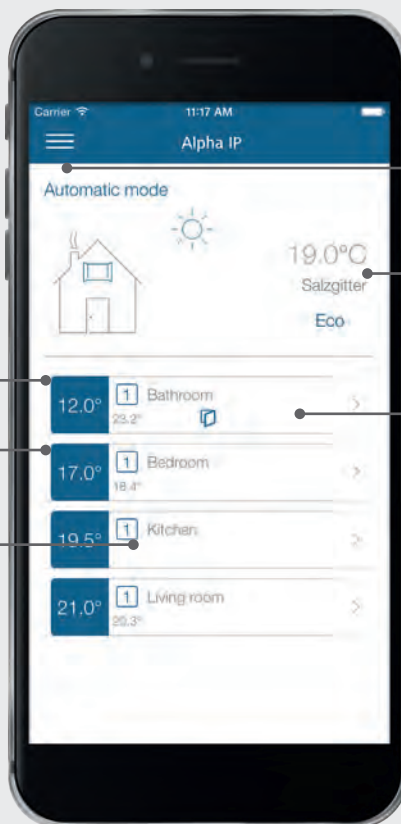 Carrier 11:17 AM
Alpha IP
Automatic mode
19.0°C
Salzgitter
Eco
12.0° 1 Bathroom
23.2°
17.0° 1 Bedroom
18.4°
19.5° 1 Kitchen
21.0° 1 Living room
20.3°